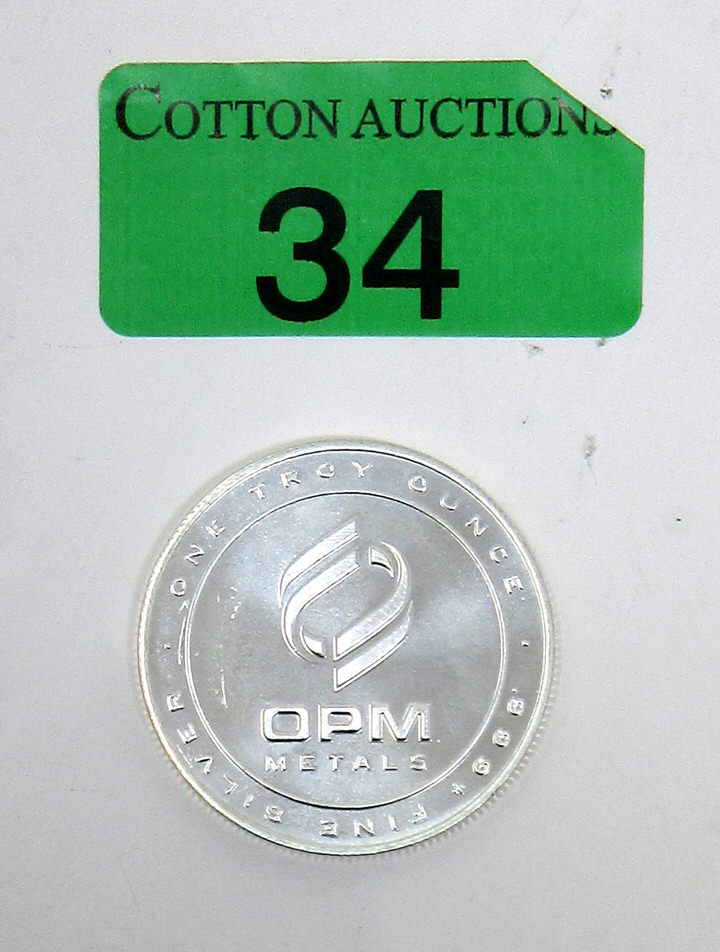 COTTON AUCTIONS
34
ONE TROY OUNCE
OPM
METALS
.999+ FINE SILVER